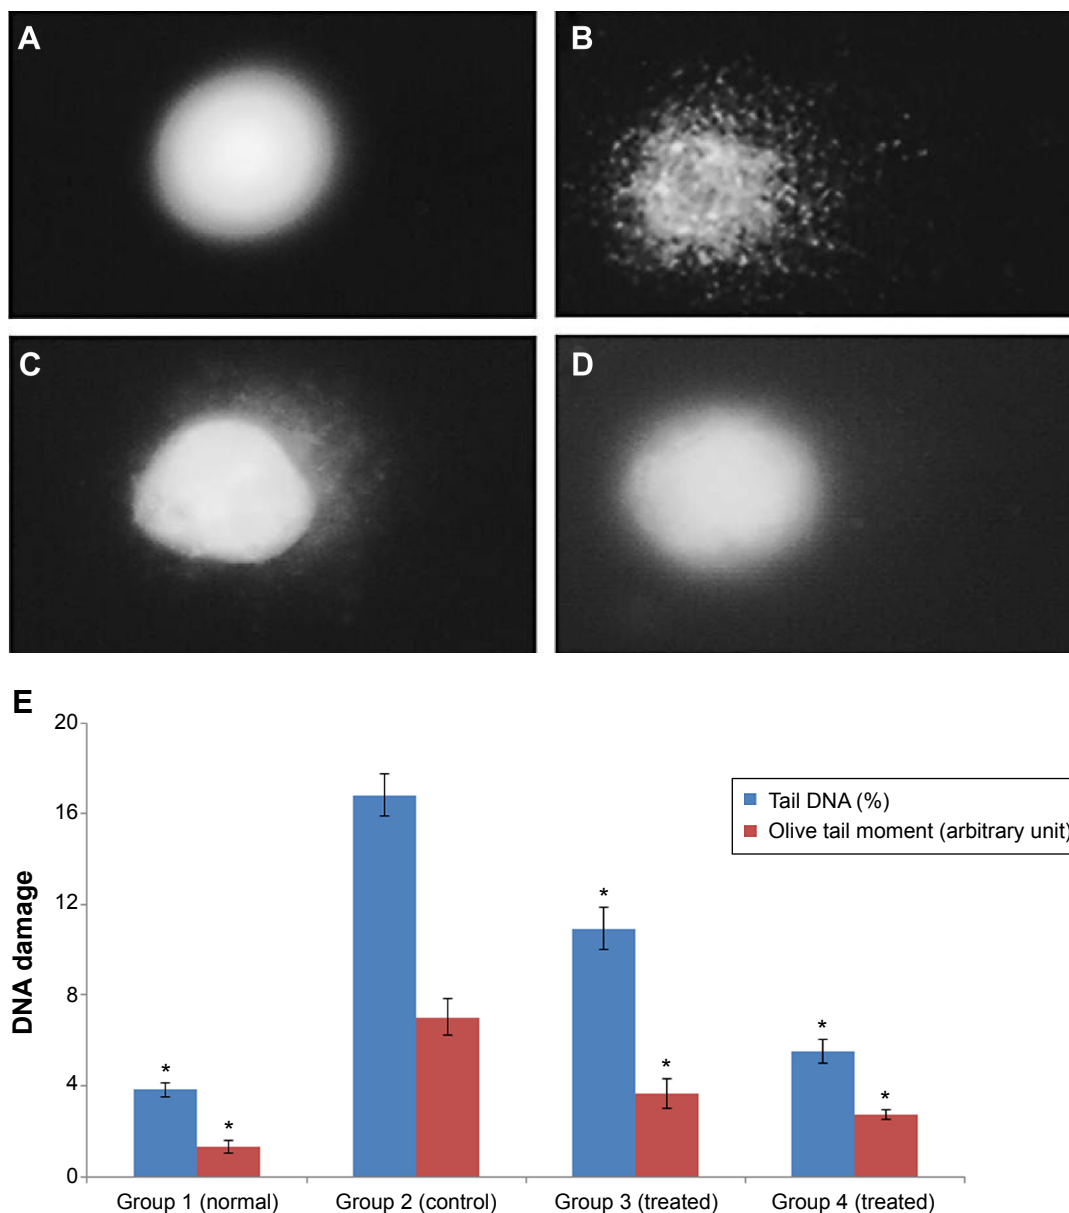 A
B
C
D
E
20
16
12
8
4
0
DNA damage
Tail DNA (%)
Olive tail moment (arbitrary unit)
*
*
*
*
*
*
Group 1 (normal)
Group 2 (control)
Group 3 (treated)
Group 4 (treated)